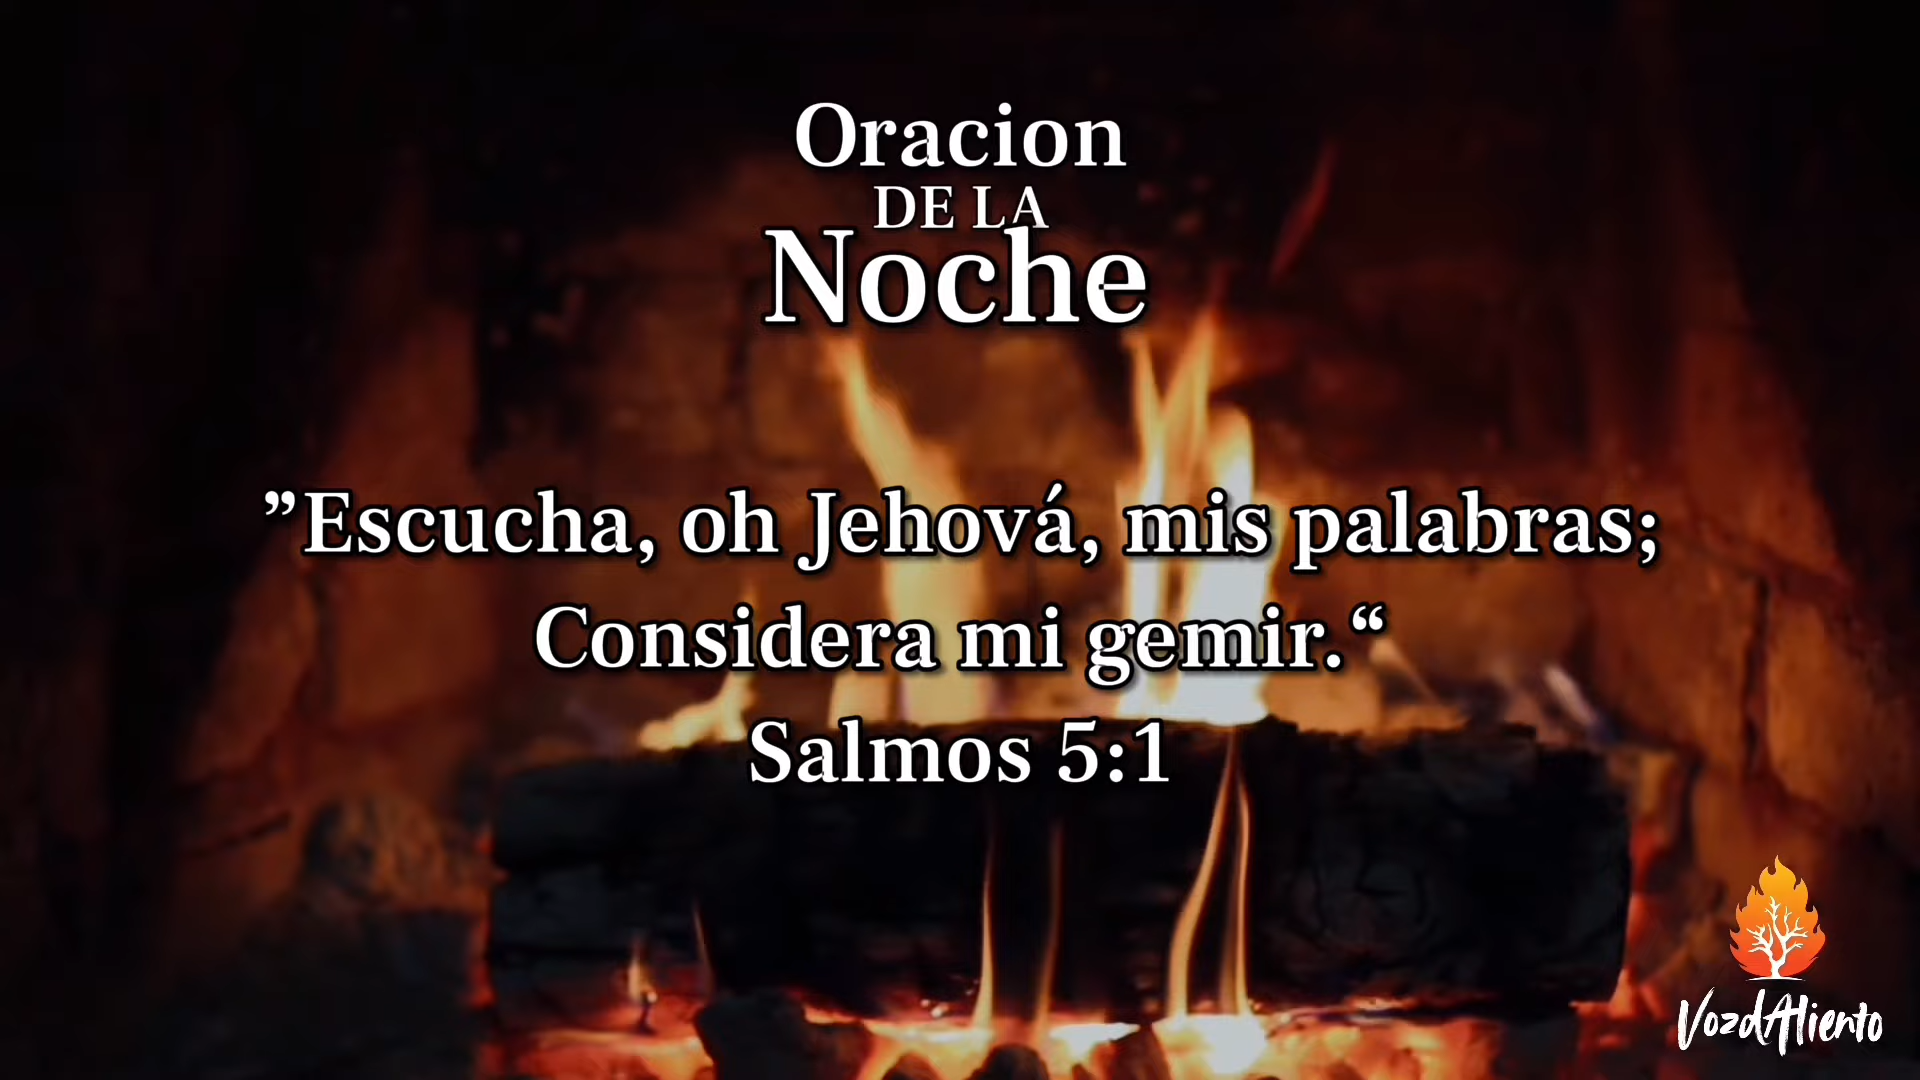 Oracion
DE LA
Noche
”Escucha, oh Jehová, mis palabras;
Considera mi gemir.“
Salmos 5:1
VozdAliento